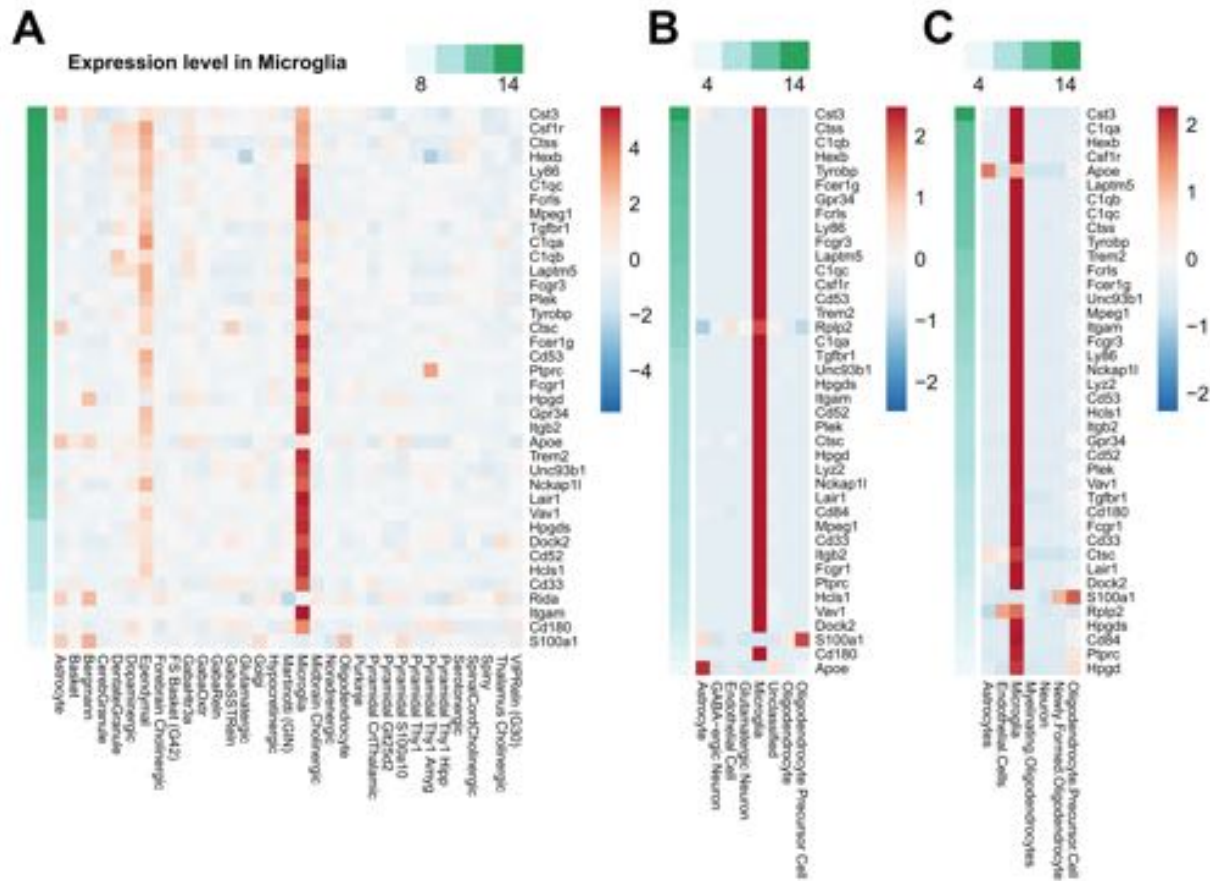 A
Expression level in Microglia
8 14
Cst3
Csf1r
Ctss
Hexb
Ly86
C1qc
Fcrls
Mpeg1
Tgfbr1
C1qa
C1qb
Laptm5
Fcgr3
Plek
Tyrobp
Ctsc
Fcer1g
Cd53
Ptprc
Fcgr1
Hpgd
Gpr34
Itgb2
Apoe
Trem2
Unc93b1
Nckap1l
Lair1
Vav1
Hpgds
Dock2
Cd52
Hcls1
Cd33
Rida
Itgam
Cd180
S100a1
4
2
0
−2
−4
Astrocyte
Basket
Bergmann
CerebGranule
DentateGranule
Dopaminergic
Ependymal
Forebrain Cholinergic
FS Basket (G42)
GabaHtr3a
GabaOxtr
GabaReln
GabaSSTReln
Glutamatergic
Golgi
Hypocretinergic
Martinotti (GIN)
Microglia
Midbrain Cholinergic
Noradrenergic
Oligodendrocyte
Purkinje
Pyramidal CrtThalamic
Pyramidal Glt25d2
Pyramidal S100a10
Pyramidal Thy1
Pyramidal Thy1 Amyg
Pyramidal Thy1 Hipp
Serotonergic
SpinalCordCholinergic
Spiny
Thalamus Cholinergic
VIPReln (G30)
B
4 14
Cst3
Ctss
C1qb
Hexb
Tyrobp
Fcer1g
Gpr34
Fcrls
Ly86
Fcgr3
Laptm5
C1qc
Csf1r
Cd53
Trem2
Rplp2
C1qa
Tgfbr1
Unc93b1
Hpgds
Itgam
Cd52
Plek
Ctsc
Hpgd
Lyz2
Nckap1l
Lair1
Cd84
Mpeg1
Cd33
Itgb2
Fcgr1
Ptprc
Hcls1
Vav1
Dock2
S100a1
Cd180
Apoe
2
1
0
−1
−2
Astrocyte
GABA−ergic Neuron
Endothelial Cell
Glutamatergic Neuron
Microglia
Unclassified
Oligodendrocyte
Oligodendrocyte Precursor Cell
C
4 14
Cst3
C1qa
Hexb
Csf1r
Apoe
Laptm5
C1qb
C1qc
Ctss
Tyrobp
Trem2
Fcrls
Fcer1g
Unc93b1
Mpeg1
Itgam
Fcgr3
Ly86
Nckap1l
Lyz2
Cd53
Hcls1
Itgb2
Gpr34
Cd52
Plek
Vav1
Tgfbr1
Cd180
Fcgr1
Cd33
Ctsc
Lair1
Dock2
S100a1
Rplp2
Hpgds
Cd84
Ptprc
Hpgd
2
1
0
−1
−2
Astrocytes
Endothelial Cells
Microglia
Myelinating Oligodendrocytes
Neuron
Newly Formed Oligodendrocyte
Oligodendrocyte Precursor Cell